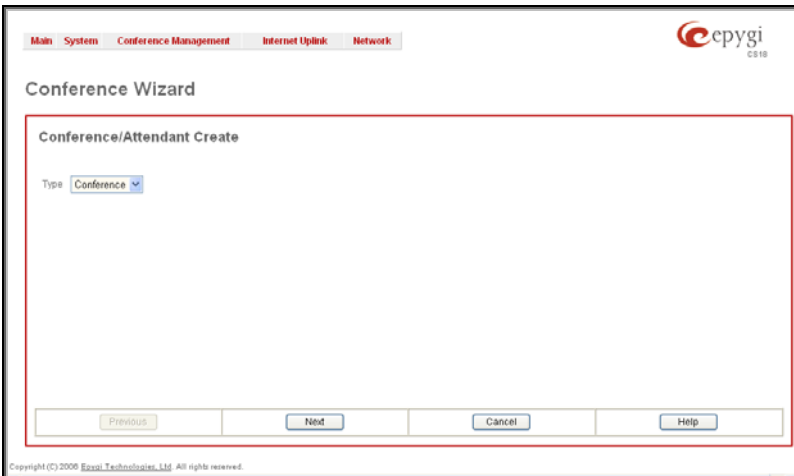 Main System Conference Management Internet Uplink Network
epygi
CS18
Conference Wizard
Conference/Attendant Create
Type Conference
Previous Next Cancel Help
Copyright (C) 2006 Epygi Technologies, Ltd. All rights reserved.